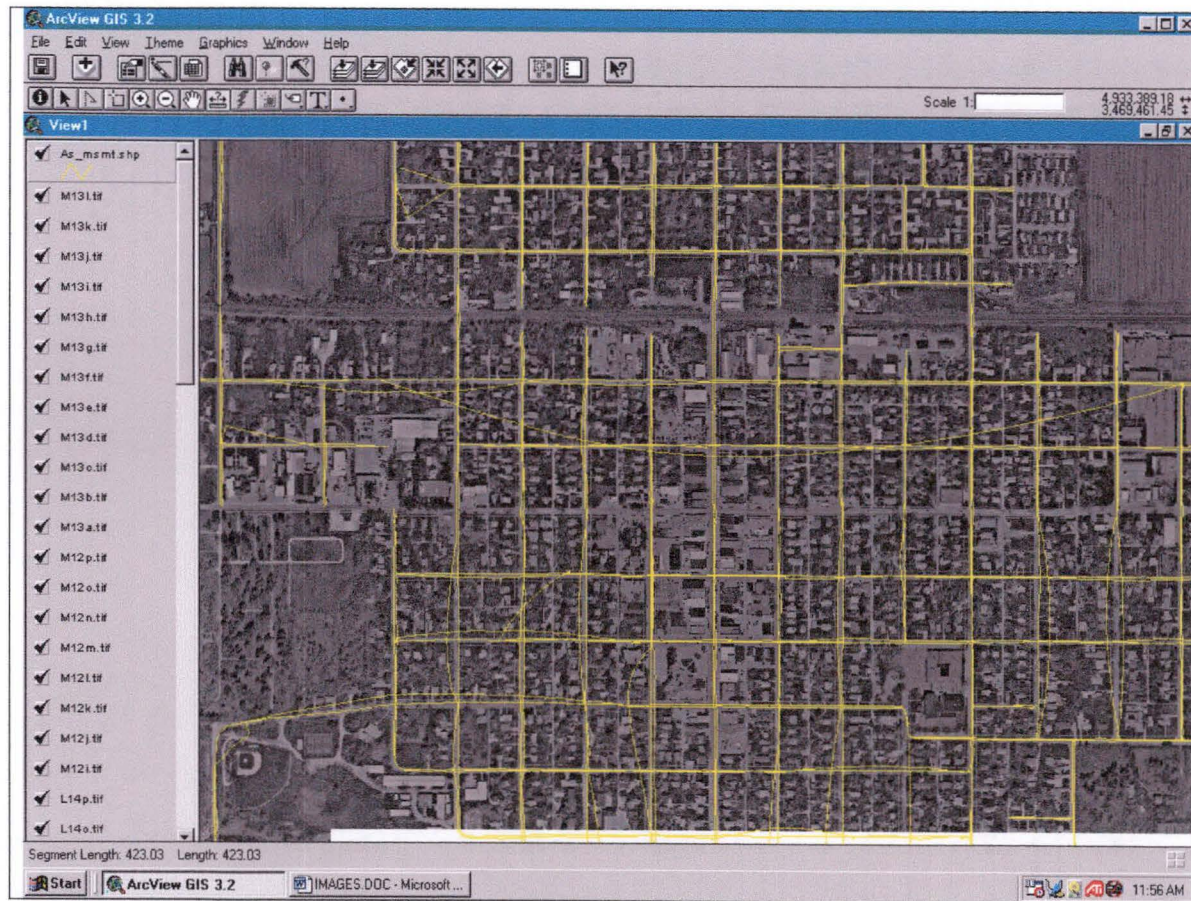 ArcView GIS 3.2
File Edit View Theme Graphics Window Help
Scale 1:
4,933,389.18
3,469,461.45
View1
As_msmt.shp
M13l.tif
M13k.tif
M13j.tif
M13i.tif
M13h.tif
M13g.tif
M13f.tif
M13e.tif
M13d.tif
M13c.tif
M13b.tif
M13a.tif
M12p.tif
M12o.tif
M12n.tif
M12m.tif
M12l.tif
M12k.tif
M12j.tif
M12i.tif
L14p.tif
L14o.tif
Segment Length: 423.03 Length: 423.03
Start ArcView GIS 3.2 IMAGES.DOC - Microsoft ... ATI 11:56 AM